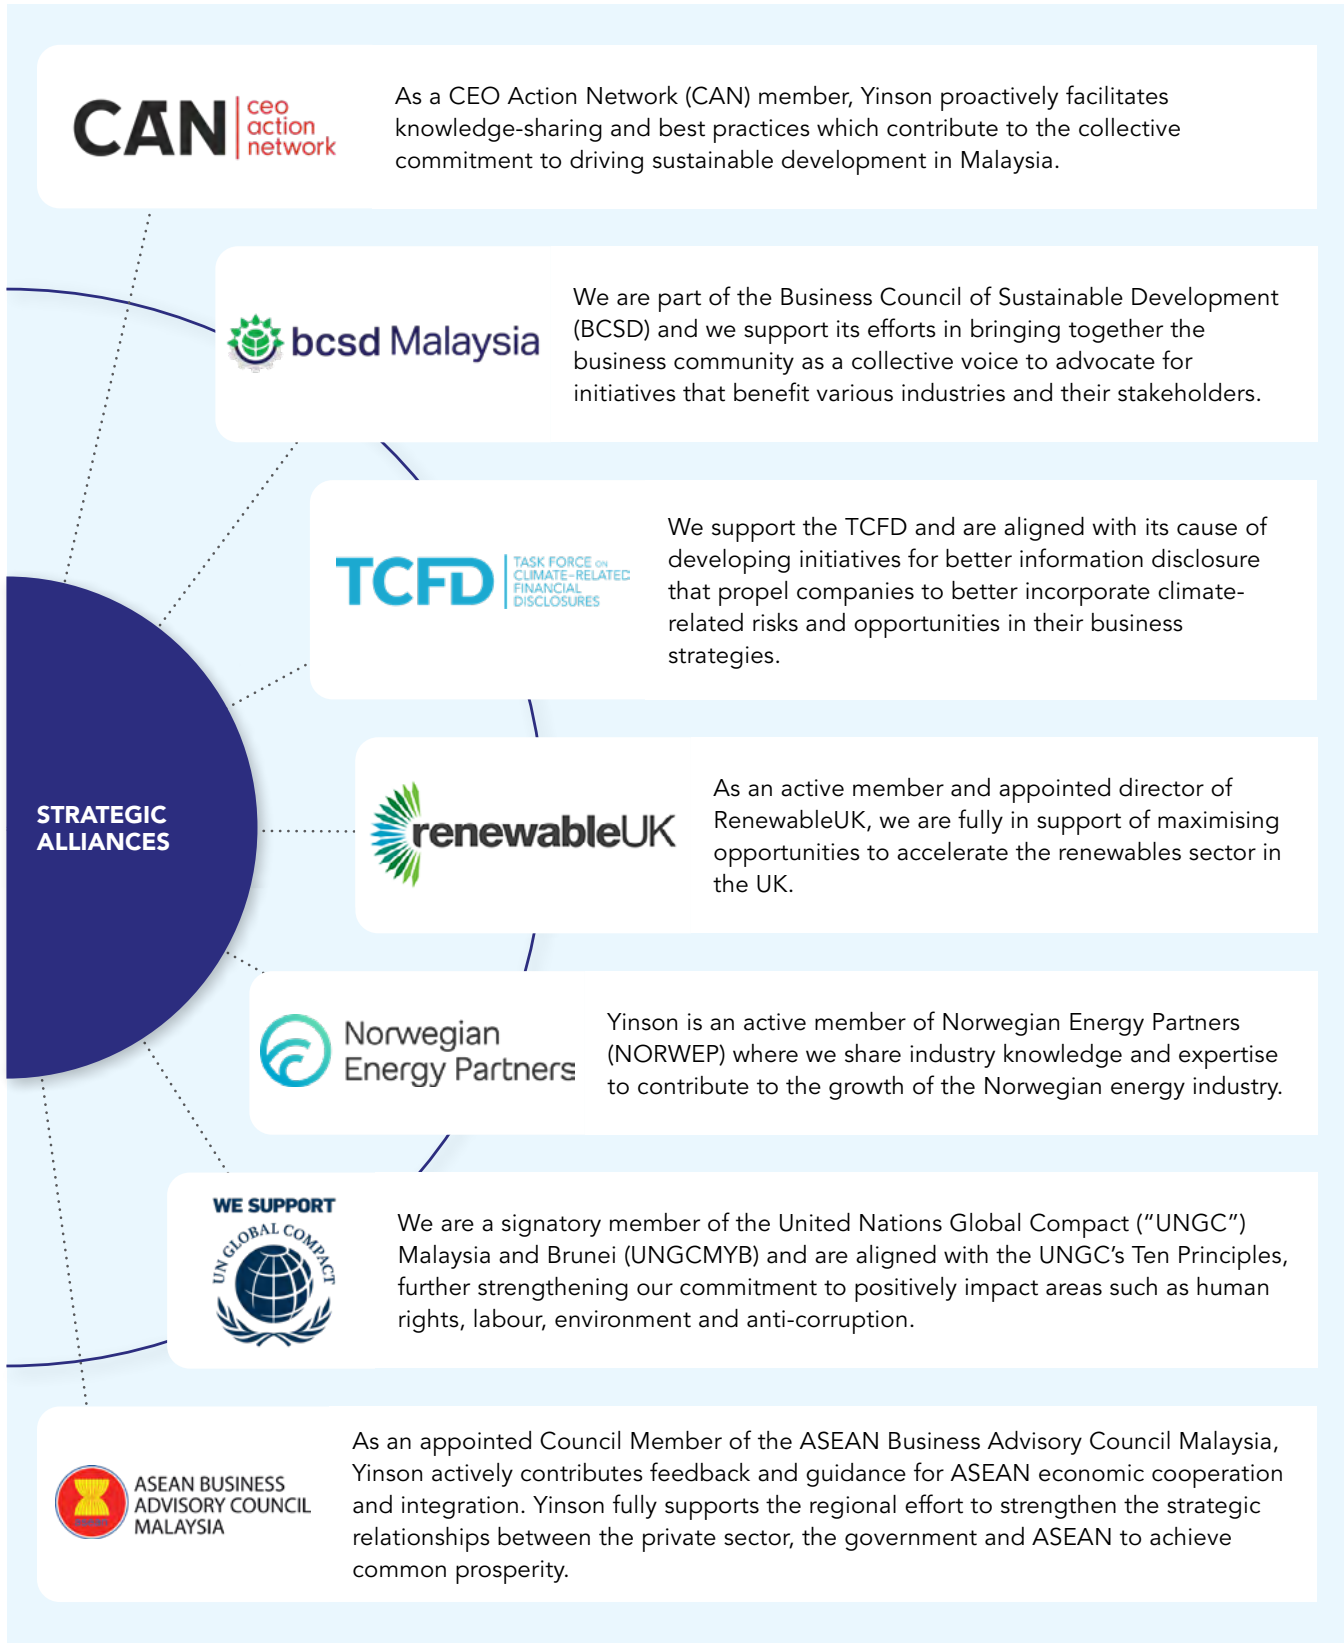 CAN ceo
action
network
As a CEO Action Network (CAN) member, Yinson proactively facilitates
knowledge-sharing and best practices which contribute to the collective
commitment to driving sustainable development in Malaysia.
bcsd Malaysia
We are part of the Business Council of Sustainable Development
(BCSD) and we support its efforts in bringing together the
business community as a collective voice to advocate for
initiatives that benefit various industries and their stakeholders.
TCFD TASK FORCE ON
CLIMATE-RELATED
FINANCIAL
DISCLOSURES
We support the TCFD and are aligned with its cause of
developing initiatives for better information disclosure
that propel companies to better incorporate climate-
related risks and opportunities in their business
strategies.
STRATEGIC
ALLIANCES
renewableUK
As an active member and appointed director of
RenewableUK, we are fully in support of maximising
opportunities to accelerate the renewables sector in
the UK.
Norwegian
Energy Partners
Yinson is an active member of Norwegian Energy Partners
(NORWEP) where we share industry knowledge and expertise
to contribute to the growth of the Norwegian energy industry.
WE SUPPORT
UN GLOBAL COMPACT
We are a signatory member of the United Nations Global Compact (“UNGC”)
Malaysia and Brunei (UNGCMYB) and are aligned with the UNGC’s Ten Principles,
further strengthening our commitment to positively impact areas such as human
rights, labour, environment and anti-corruption.
ASEAN BUSINESS
ADVISORY COUNCIL
MALAYSIA
As an appointed Council Member of the ASEAN Business Advisory Council Malaysia,
Yinson actively contributes feedback and guidance for ASEAN economic cooperation
and integration. Yinson fully supports the regional effort to strengthen the strategic
relationships between the private sector, the government and ASEAN to achieve
common prosperity.